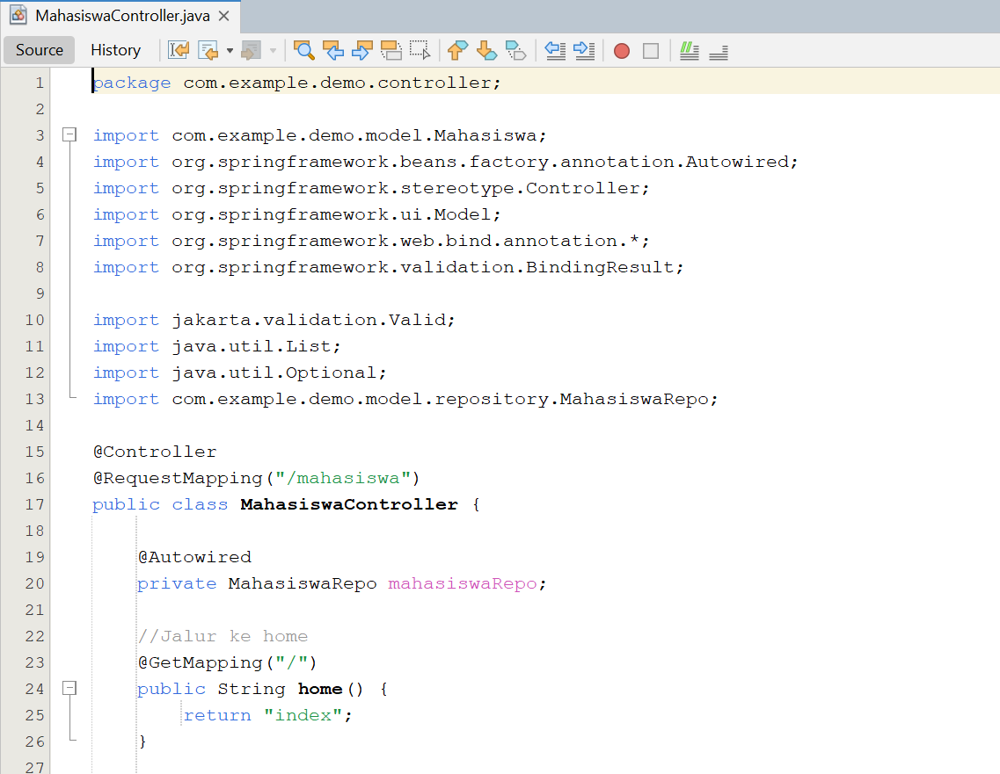 MahasiswaController.java
Source History
1 package com.example.demo.controller;
2
3 import com.example.demo.model.Mahasiswa;
4 import org.springframework.beans.factory.annotation.Autowired;
5 import org.springframework.stereotype.Controller;
6 import org.springframework.ui.Model;
7 import org.springframework.web.bind.annotation.*;
8 import org.springframework.validation.BindingResult;
9
10 import jakarta.validation.Valid;
11 import java.util.List;
12 import java.util.Optional;
13 import com.example.demo.model.repository.MahasiswaRepo;
14
15 @Controller
16 @RequestMapping("/mahasiswa")
17 public class MahasiswaController {
18
19 @Autowired
20 private MahasiswaRepo mahasiswaRepo;
21
22 //Jalur ke home
23 @GetMapping("/")
24 public String home() {
25 return "index";
26 }
27